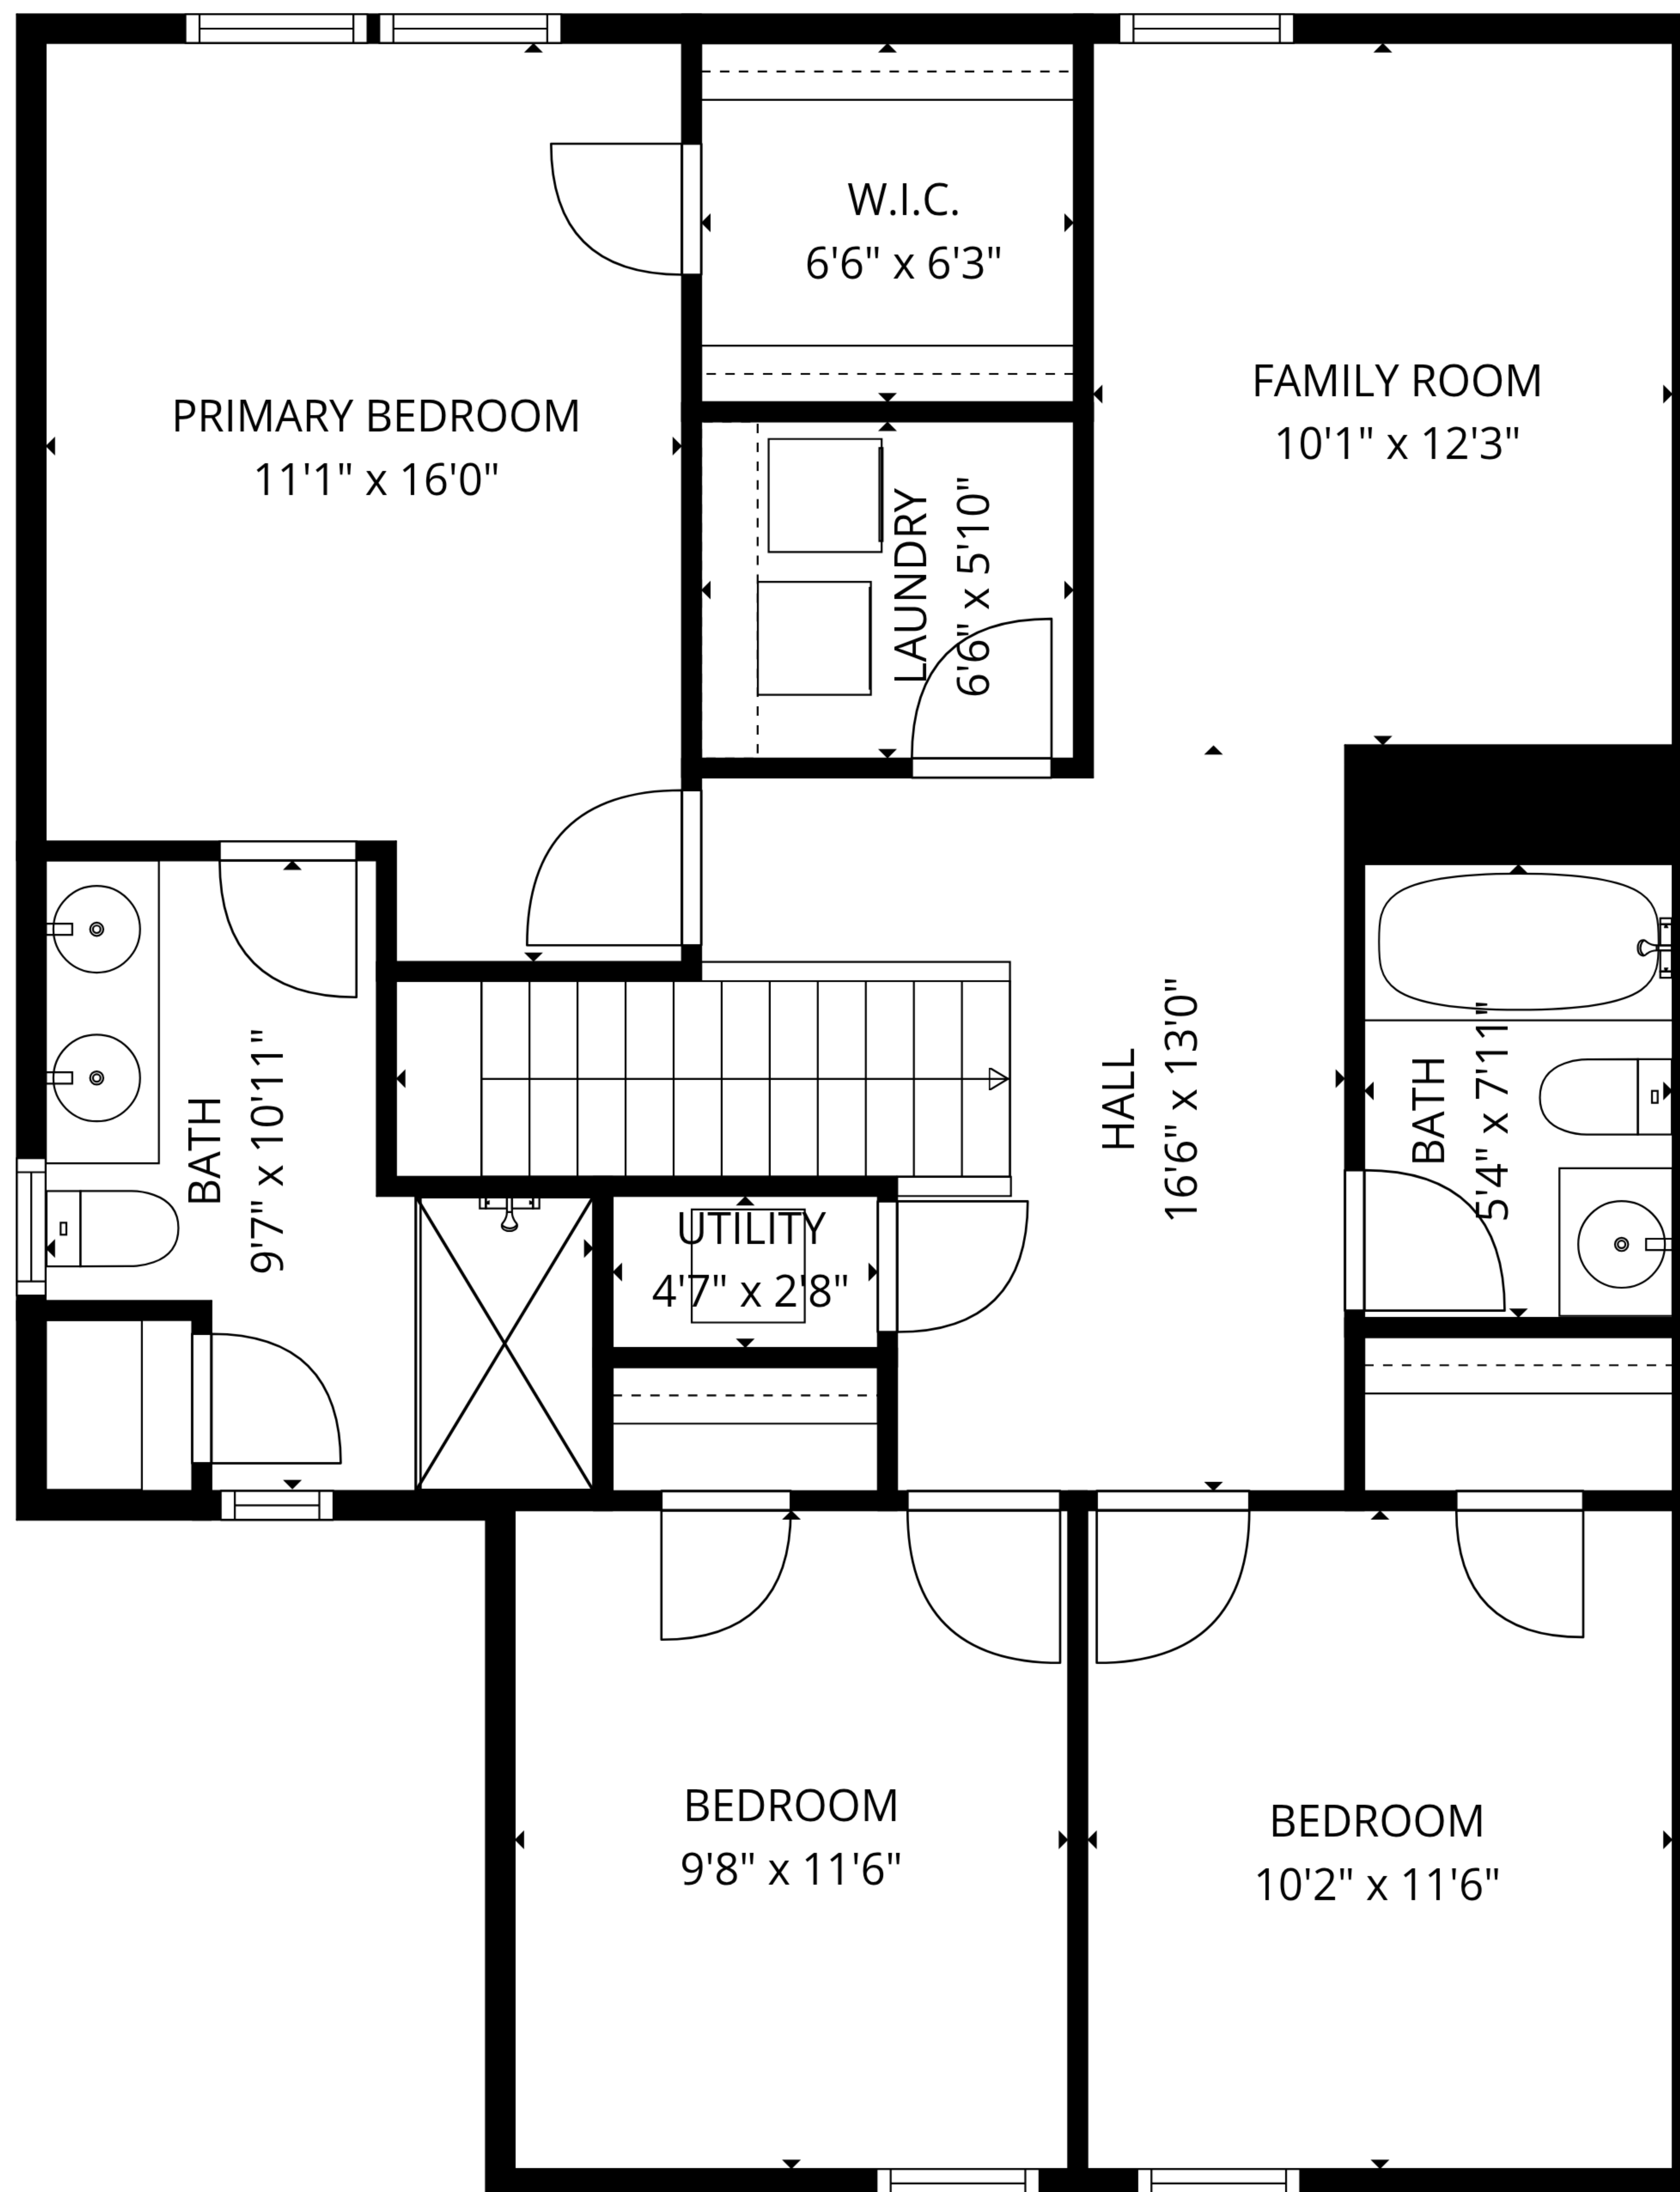 W.I.C.
6'6" x 6'3"
FAMILY ROOM
10'1" x 12'3"
PRIMARY BEDROOM
11'1" x 16'0"
LAUNDRY
6'6" x 5'10"
BATH
9'7" x 10'11"
HALL
16'6" x 13'0"
BATH
5'4" x 7'11"
UTILITY
4'7" x 2'8"
BEDROOM
9'8" x 11'6"
BEDROOM
10'2" x 11'6"